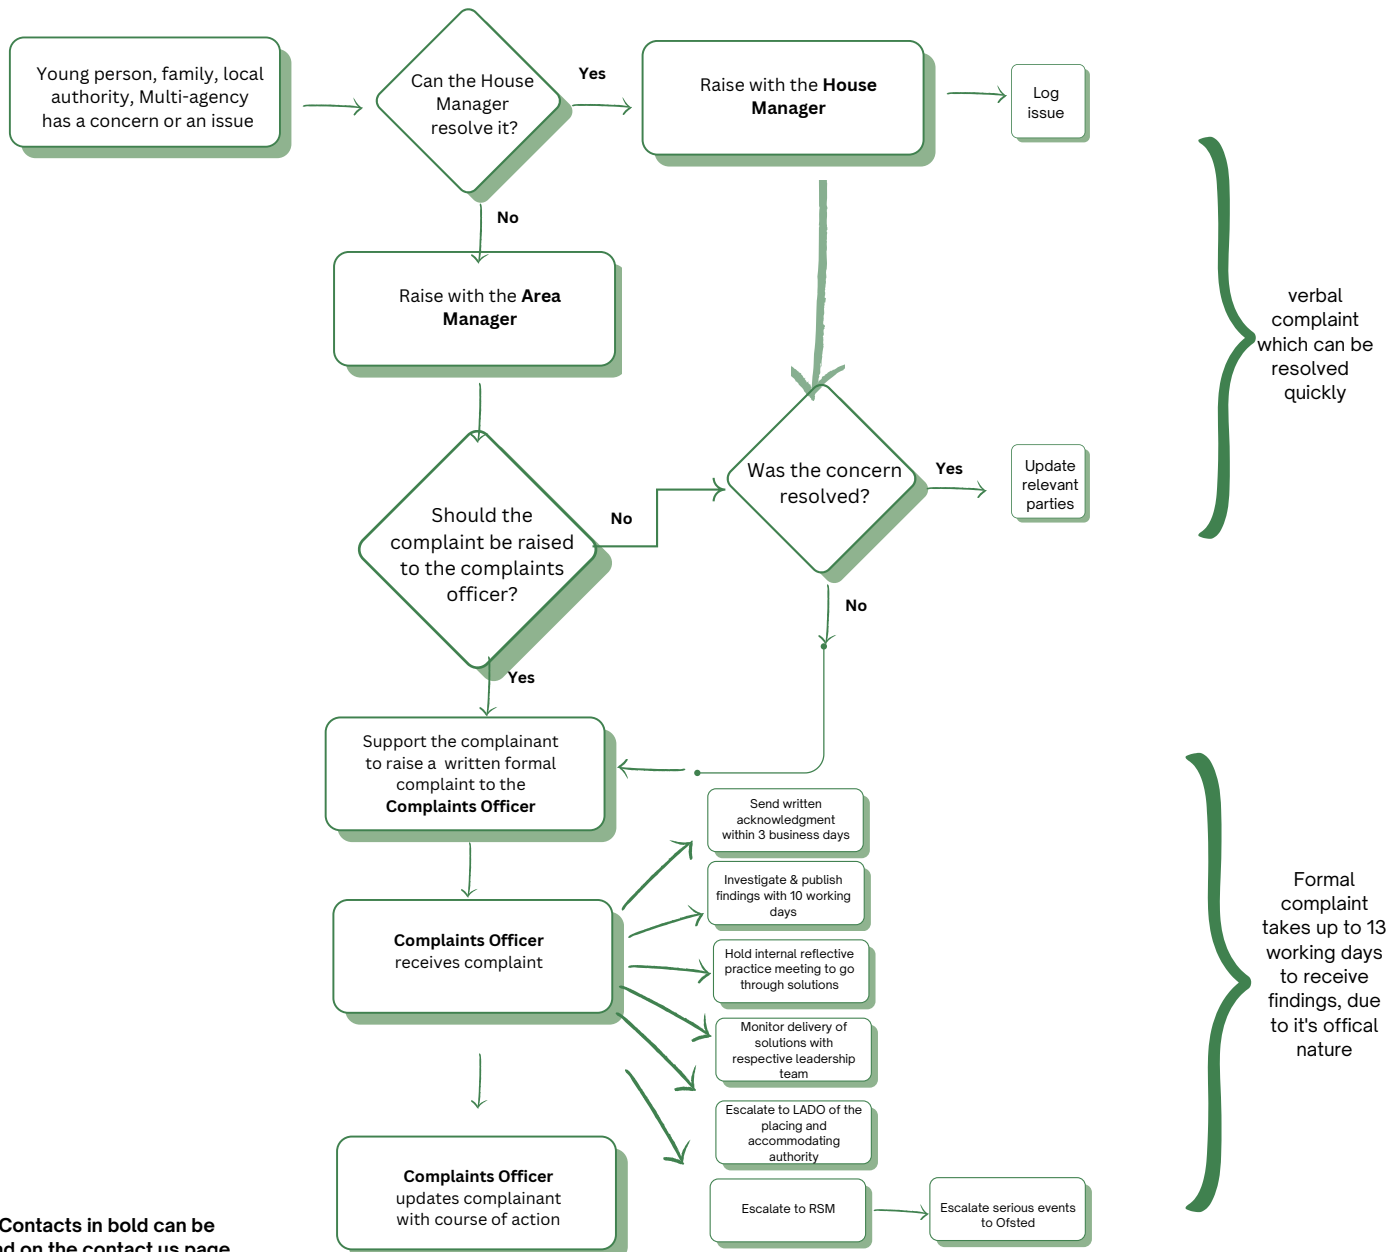 Young person, family, local
authority, Multi-agency
has a concern or an issue
Can the House
Manager
resolve it?
Yes
Raise with the House
Manager
Log
issue
No
Raise with the Area
Manager
verbal
complaint
which can be
resolved
quickly
Should the
complaint be raised
to the complaints
officer?
No
Was the concern
resolved?
Yes
Update
relevant
parties
No
Yes
Support the complainant
to raise a written formal
complaint to the
Complaints Officer
Send written
acknowledgment
within 3 business days
Investigate & publish
findings with 10 working
days
Complaints Officer
receives complaint
Hold internal reflective
practice meeting to go
through solutions
Monitor delivery of
solutions with
respective leadership
team
Escalate to LADO of the
placing and
accommodating
authority
Formal
complaint
takes up to 13
working days
to receive
findings, due
to it's offical
nature
Complaints Officer
updates complainant
with course of action
Escalate to RSM
Escalate serious events
to Ofsted
Contacts in bold can be
on the contact us page